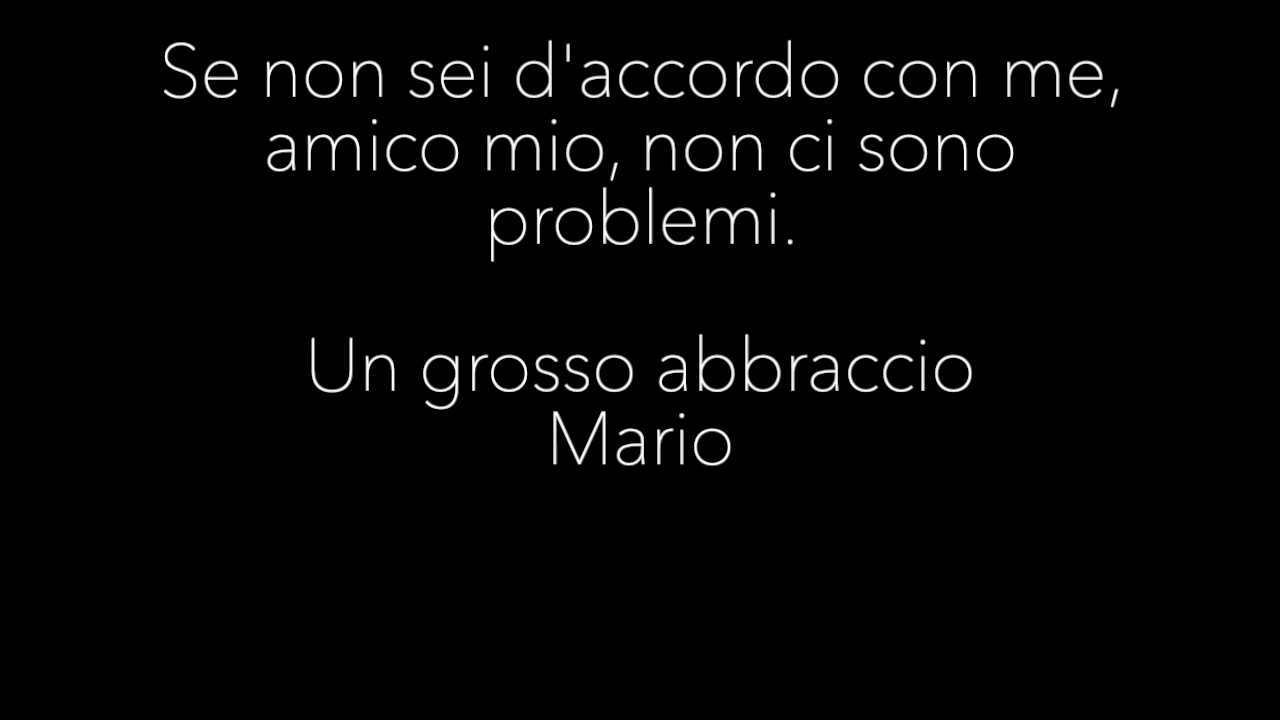 Se non sei d'accordo con me,
amico mio, non ci sono
problemi.
Un grosso abbraccio
Mario